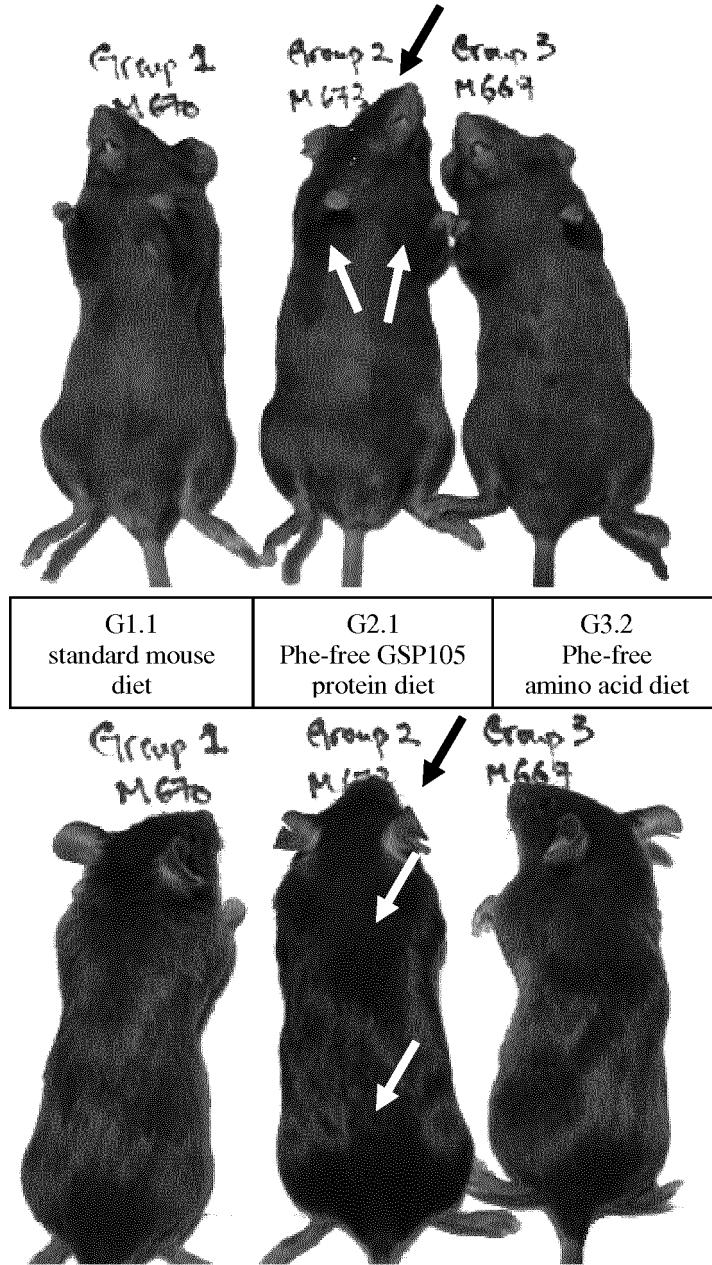 Group 1
M670
Group 2
M673
Group 3
M667
G1.1
standard mouse
diet
G2.1
Phe-free GSP105
protein diet
G3.2
Phe-free
amino acid diet
Group 1
M670
Group 2
Group 3
M667